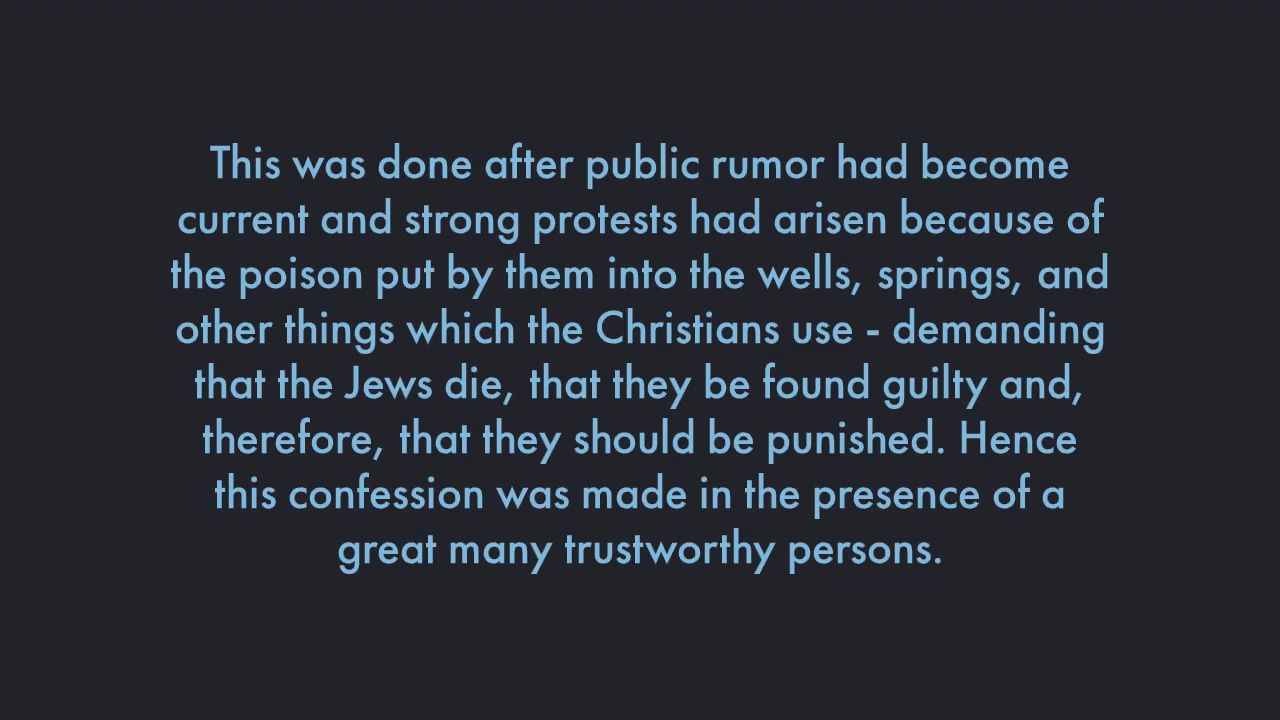 This was done after public rumor had become
current and strong protests had arisen because of
the poison put by them into the wells, springs, and
other things which the Christians use - demanding
that the Jews die, that they be found guilty and,
therefore, that they should be punished. Hence
this confession was made in the presence of a
great many trustworthy persons.